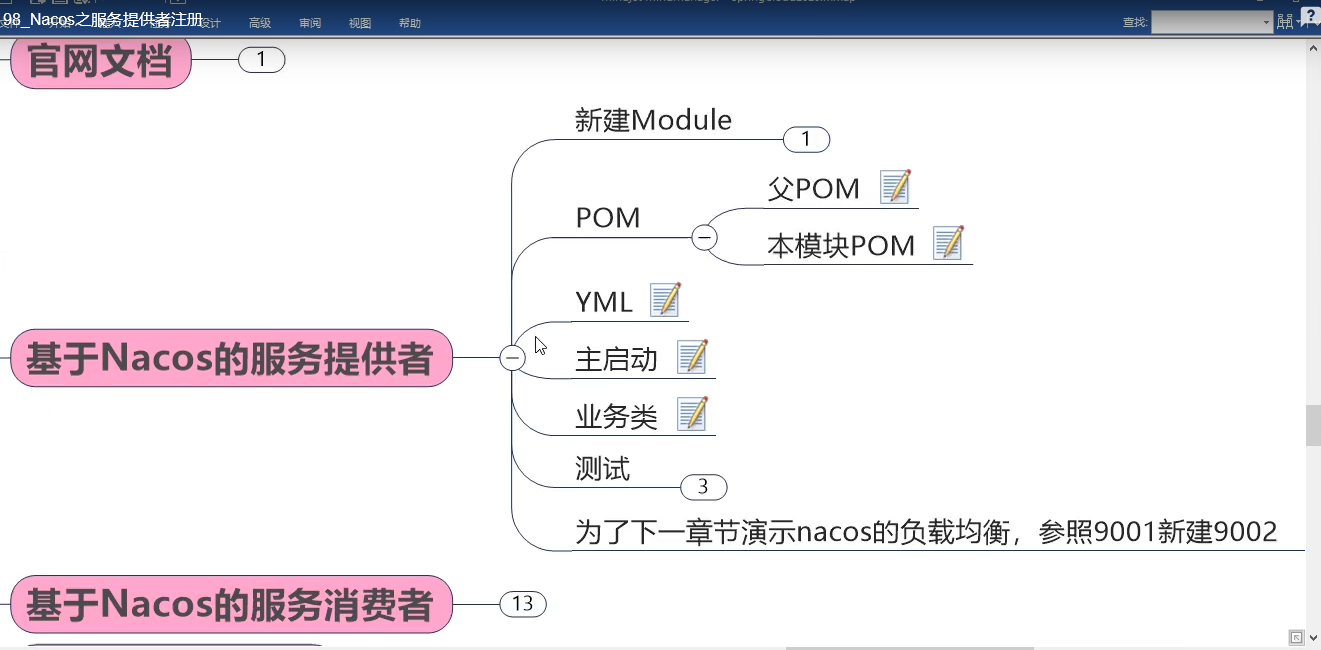 98_Nacos之服务提供者注册
设计
高级
审阅
视图
帮助
查找:
官网文档
1
新建Module
1
POM
父POM
本模块POM
YML
基于Nacos的服务提供者
主启动
业务类
测试
3
为了下一章节演示nacos的负载均衡，参照9001新建9002
基于Nacos的服务消费者
13